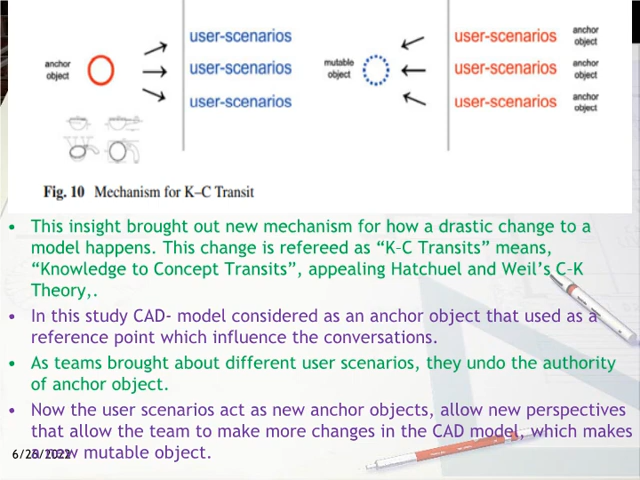 user-scenarios
user-scenarios
user-scenarios
anchor
object
mutable
object
user-scenarios
user-scenarios
user-scenarios
anchor
object
anchor
object
anchor
object
Fig. 10 Mechanism for K–C Transit
• This insight brought out new mechanism for how a drastic change to a
model happens. This change is refereed as “K–C Transits” means,
“Knowledge to Concept Transits”, appealing Hatchuel and Weil’s C–K
Theory,.
• In this study CAD- model considered as an anchor object that used as a
reference point which influence the conversations.
• As teams brought about different user scenarios, they undo the authority
of anchor object.
• Now the user scenarios act as new anchor objects, allow new perspectives
that allow the team to make more changes in the CAD model, which makes
new mutable object.
6/26/2022